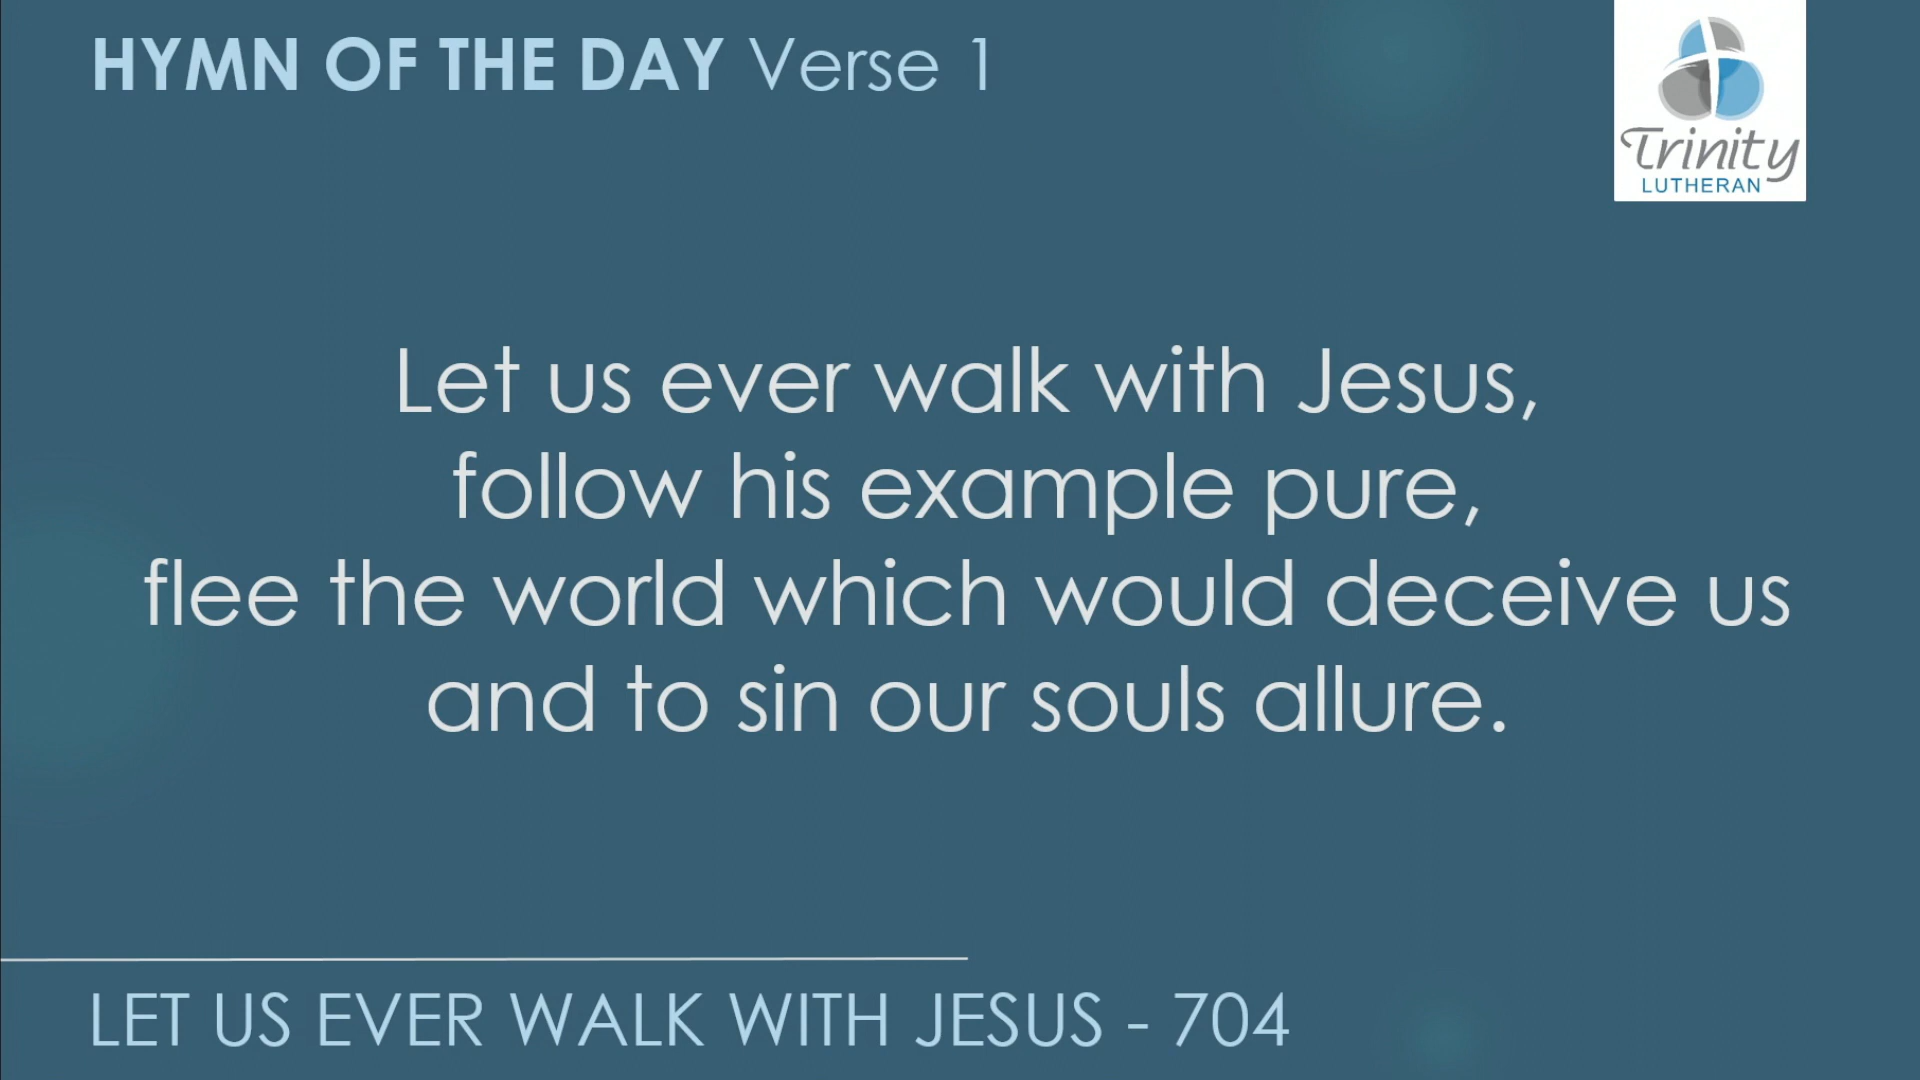 HYMN OF THE DAY Verse 1
Trinity
LUTHERAN
Let us ever walk with Jesus,
follow his example pure,
flee the world which would deceive us
and to sin our souls allure.
LET US EVER WALK WITH JESUS - 704